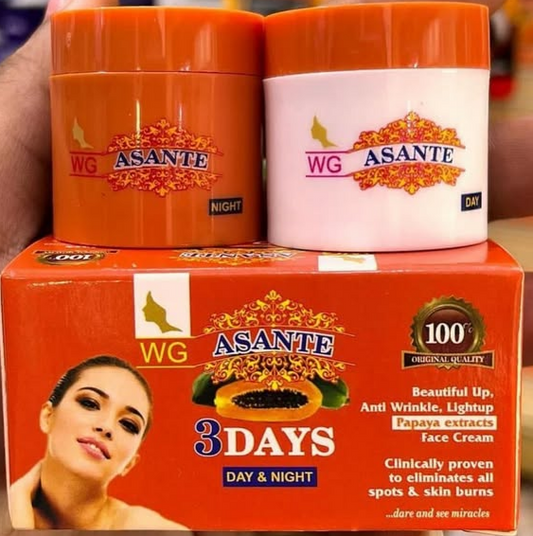 WG ASANTE
NIGHT
WG ASANTE
DAY
100%
ASANTE
WG ASANTE
100%
ORIGINAL QUALITY
3DAYS
DAY & NIGHT
Beautiful Up,
Anti Wrinkle, Lightup
Papaya extracts
Face Cream
Clinically proven
to eliminates all
spots & skin burns
...dare and see miracles